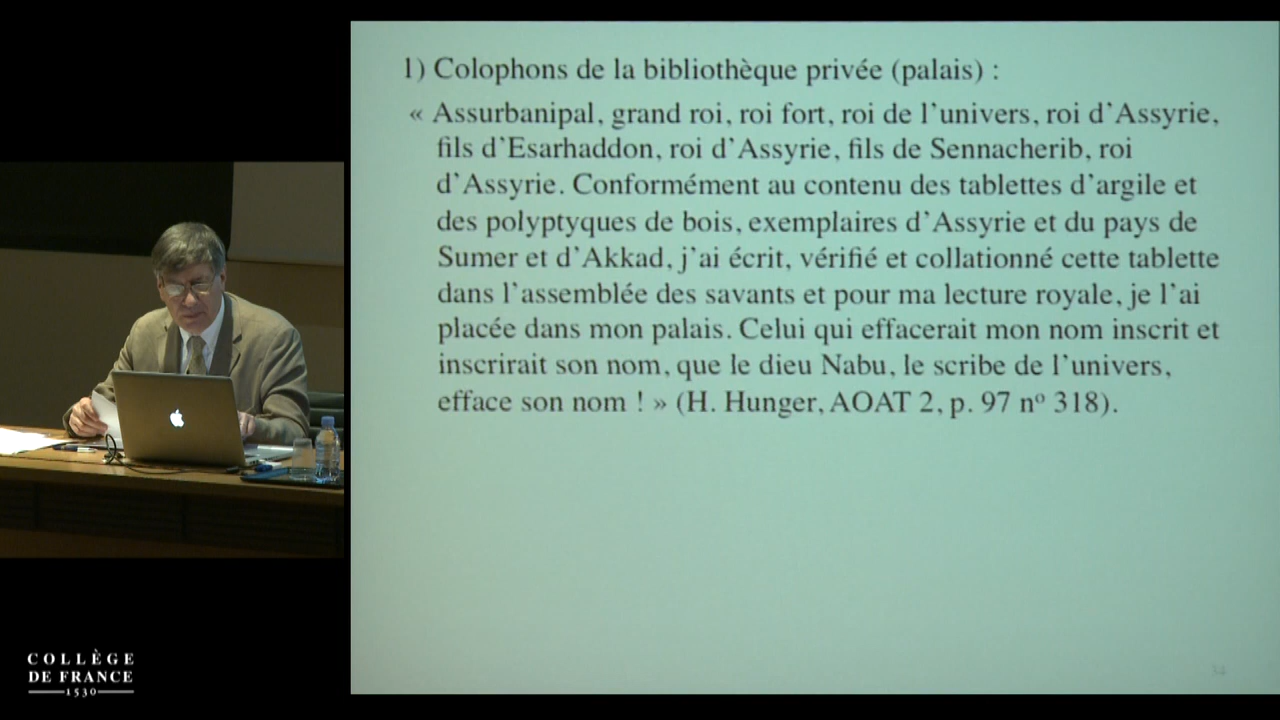 1) Colophons de la bibliothèque privée (palais) :
« Assurbanipal, grand roi, roi fort, roi de l’univers, roi d’Assyrie,
fils d’Esarhaddon, roi d’Assyrie, fils de Sennacherib, roi
d’Assyrie. Conformément au contenu des tablettes d’argile et
des polyptyques de bois, exemplaires d’Assyrie et du pays de
Sumer et d’Akkad, j’ai écrit, vérifié et collationné cette tablette
dans l’assemblée des savants et pour ma lecture royale, je l’ai
placée dans mon palais. Celui qui effacerait mon nom inscrit et
inscrirait son nom, que le dieu Nabu, le scribe de l’univers,
efface son nom ! » (H. Hunger, AOAT 2, p. 97 nº 318).
COLLÈGE
DE FRANCE
1530